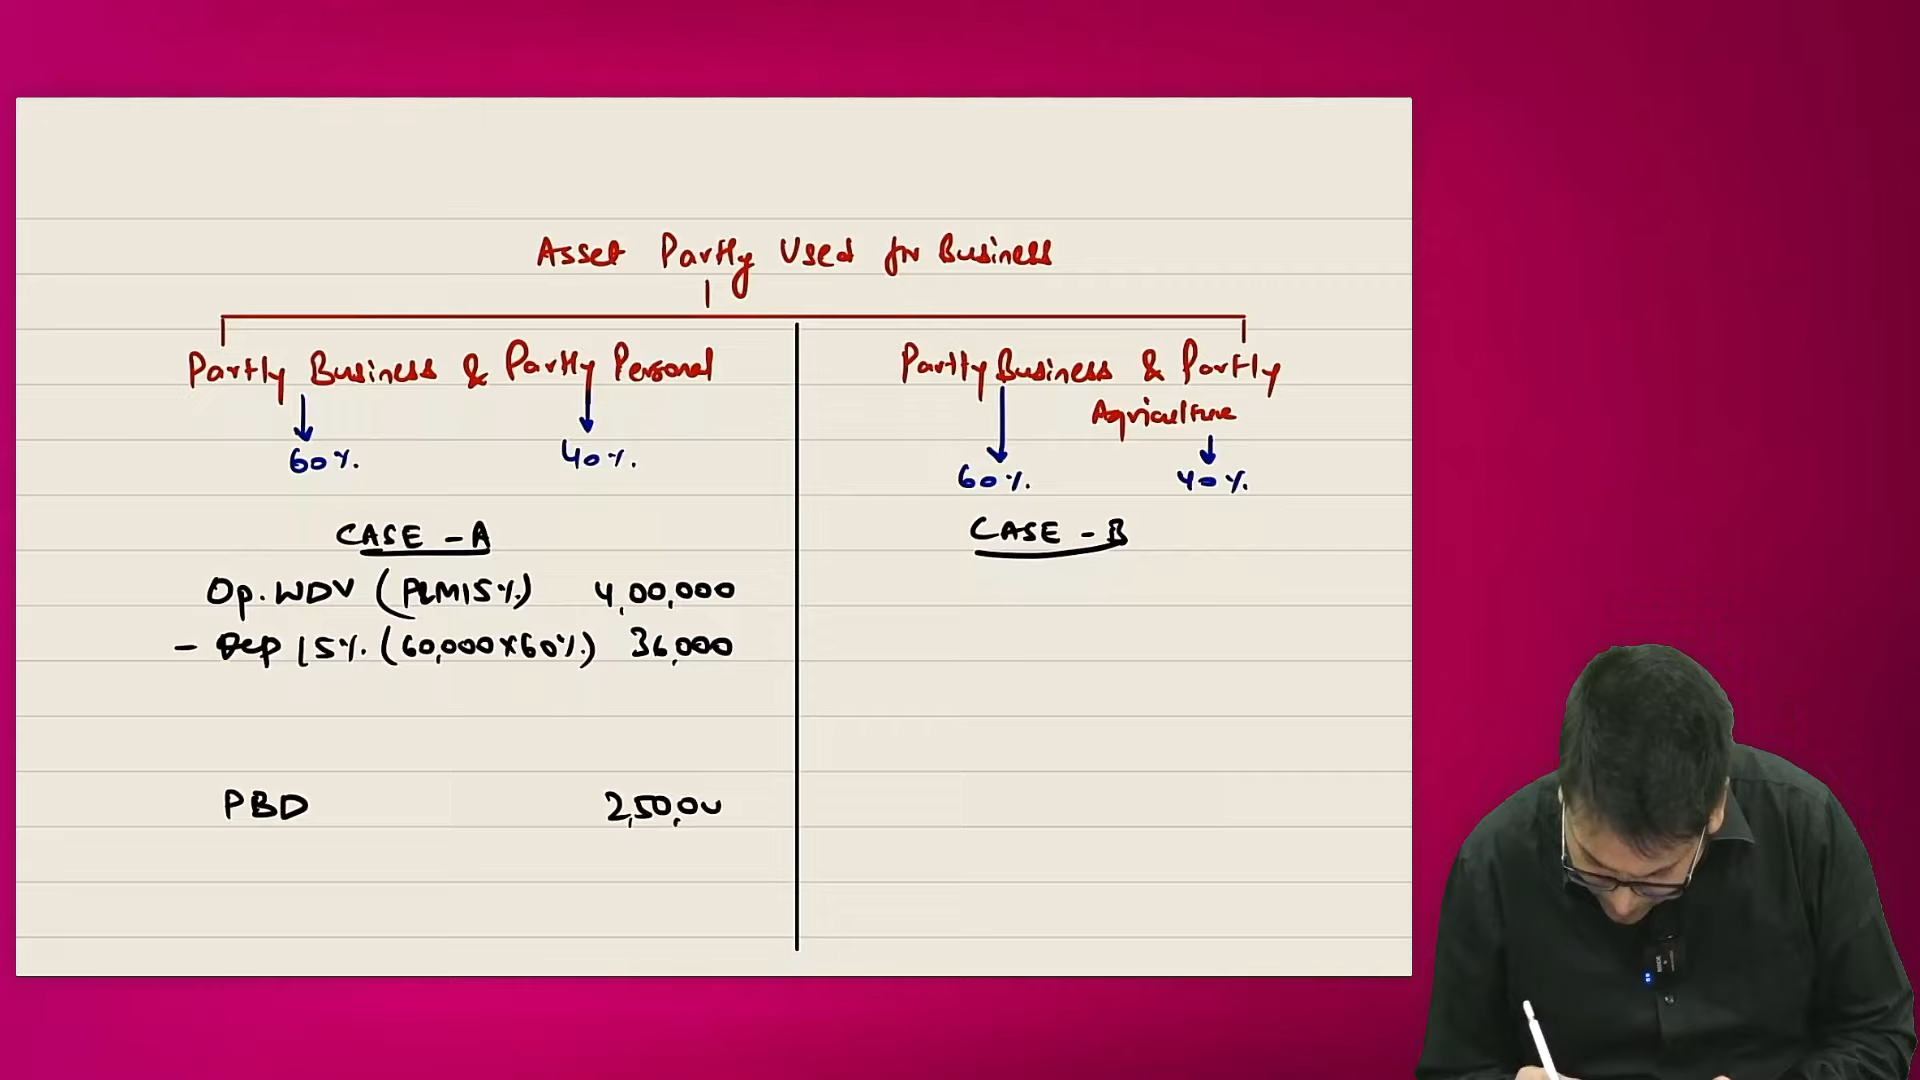 Asset Partly Used for Business
Partly Business & Partly Personal
60%. 40%.
CASE - A
Op. WDV (P&M15%) 4,00,000
- Dep 15%. (60,000x60%.) 36,000
PBD 2,50,00
Partly Business & Partly
Agriculture
60%. 40%.
CASE - B